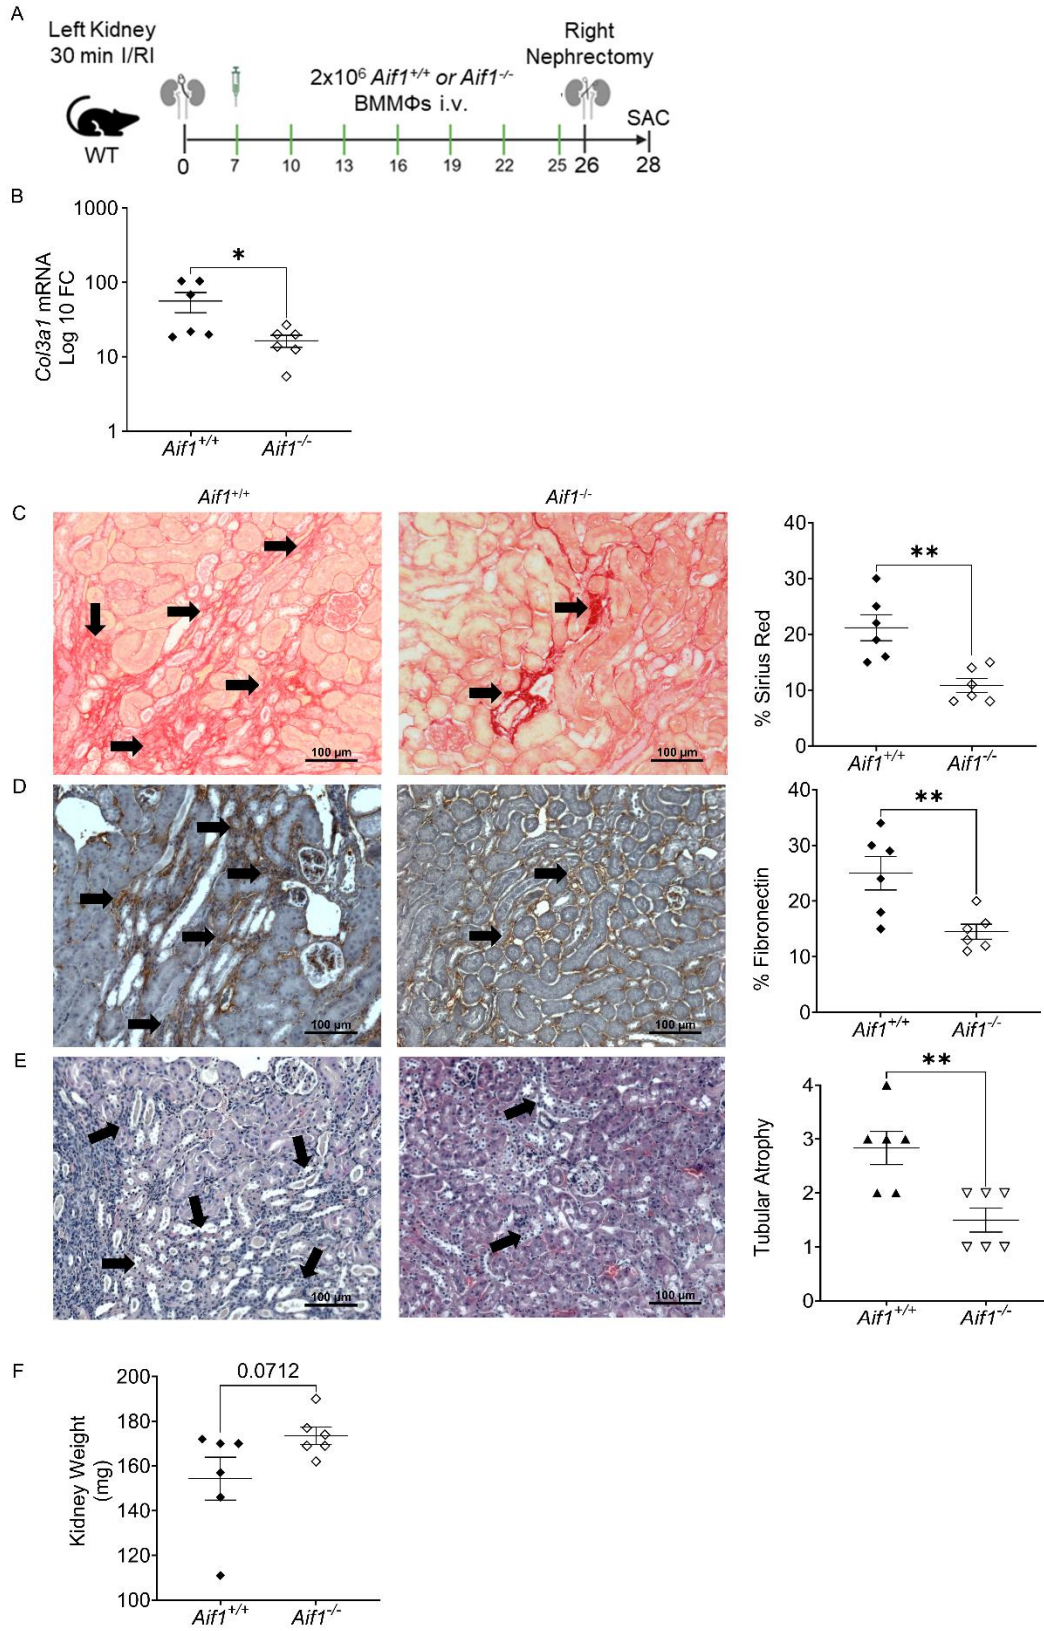 A
Left Kidney
30 min I/RI
WT
2x10⁶ Aif1⁺/⁺ or Aif1⁻/⁻
BMMΦs i.v.
Right
Nephrectomy
SAC
0 7 10 13 16 19 22 25 26 28
B
Col3a1 mRNA
Log 10 FC
1000
100
10
1
*
Aif1⁺/⁺ Aif1⁻/⁻
Aif1⁺/⁺ Aif1⁻/⁻
C
100 µm
100 µm
% Sirius Red
40
30
20
10
0
**
Aif1⁺/⁺ Aif1⁻/⁻
D
100 µm
100 µm
% Fibronectin
40
30
20
10
0
**
Aif1⁺/⁺ Aif1⁻/⁻
E
100 µm
100 µm
Tubular Atrophy
4
3
2
1
0
**
Aif1⁺/⁺ Aif1⁻/⁻
F
Kidney Weight
(mg)
200
180
160
140
120
100
0.0712
Aif1⁺/⁺ Aif1⁻/⁻